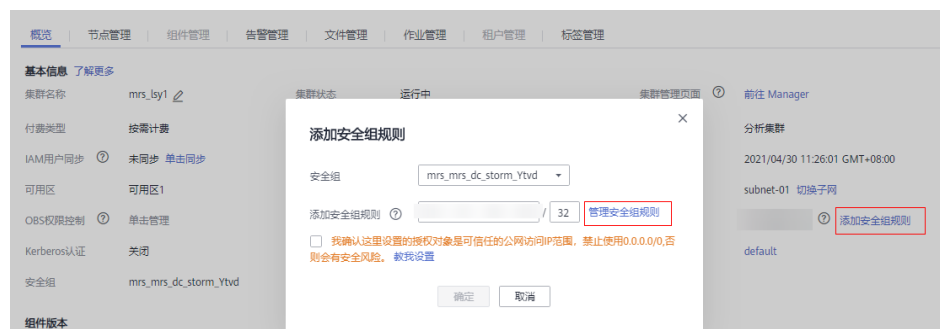 概览 节点管理 组件管理 告警管理 文件管理 作业管理 租户管理 标签管理
基本信息 了解更多
集群名称 mrs_lsy1 集群状态 运行中 集群管理页面 ? 前往 Manager
付费类型 按需计费 分析集群
IAM用户同步 ? 未同步 单击同步 2021/04/30 11:26:01 GMT+08:00
可用区 可用区1 subnet-01 切换子网
OBS权限控制 ? 单击管理 ? 添加安全组规则
Kerberos认证 关闭 default
安全组 mrs_mrs_dc_storm_Ytvd
组件版本
添加安全组规则
安全组 mrs_mrs_dc_storm_Ytvd
添加安全组规则 ? / 32 管理安全组规则
我确认这里设置的授权对象是可信任的公网访问IP范围，禁止使用0.0.0.0/0,否
则会有安全风险。 教我设置
确定 取消